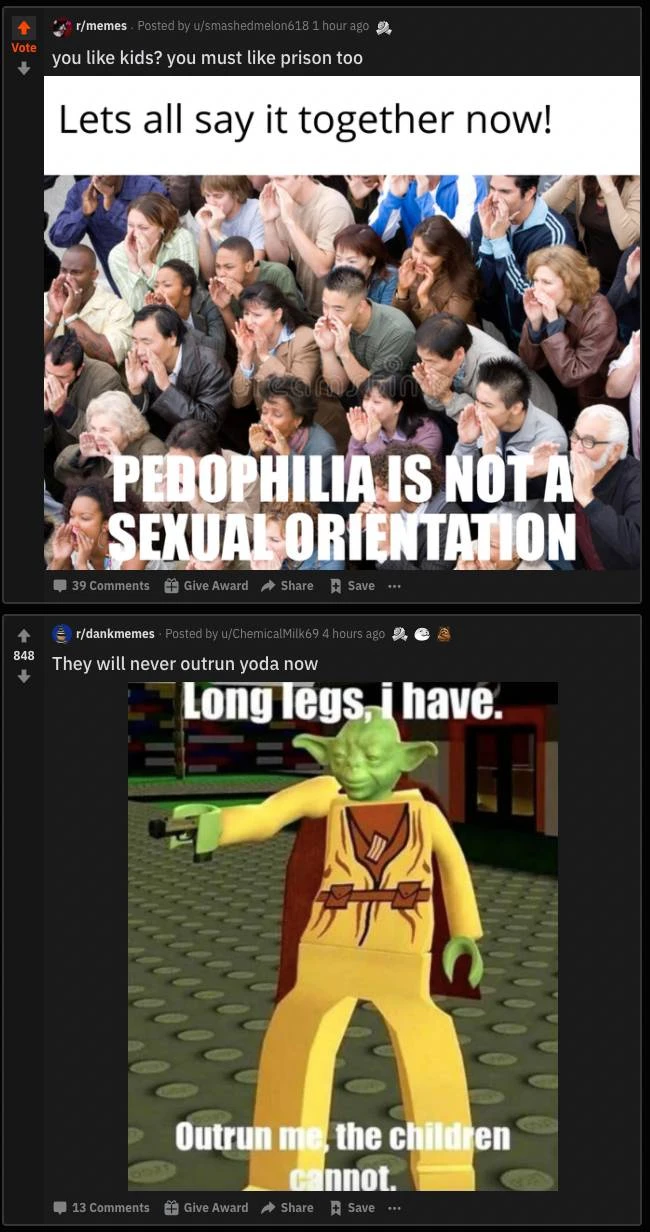 r/memes · Posted by u/smashedmelon618 1 hour ago
Vote
you like kids? you must like prison too
Lets all say it together now!
dreamstime
PEDOPHILIA IS NOT A
SEXUAL ORIENTATION
39 Comments Give Award Share Save ...
r/dankmemes · Posted by u/ChemicalMilk69 4 hours ago
848
They will never outrun yoda now
Long legs, i have.
Outrun me, the children
cannot.
13 Comments Give Award Share Save ...